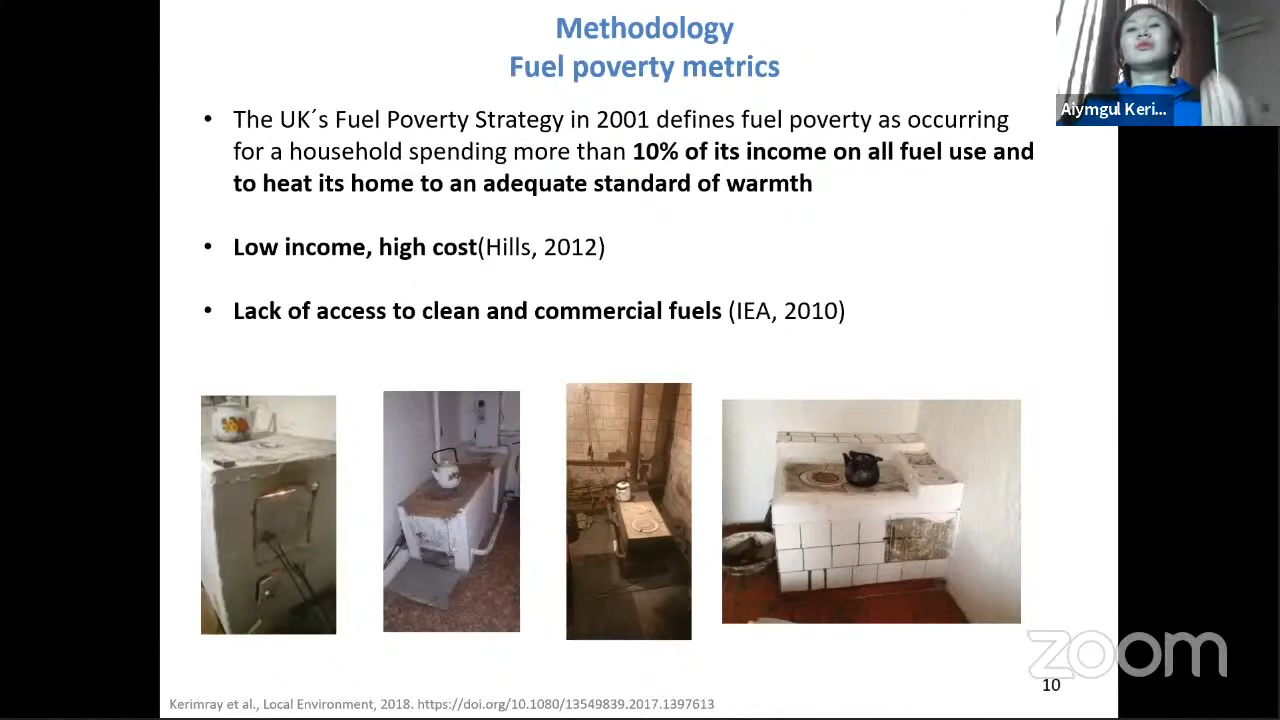 Methodology
Fuel poverty metrics
Aiymgul Keri...
• The UK´s Fuel Poverty Strategy in 2001 defines fuel poverty as occurring
for a household spending more than 10% of its income on all fuel use and
to heat its home to an adequate standard of warmth
• Low income, high cost(Hills, 2012)
• Lack of access to clean and commercial fuels (IEA, 2010)
zoom
10
Kerimray et al., Local Environment, 2018. https://doi.org/10.1080/13549839.2017.1397613